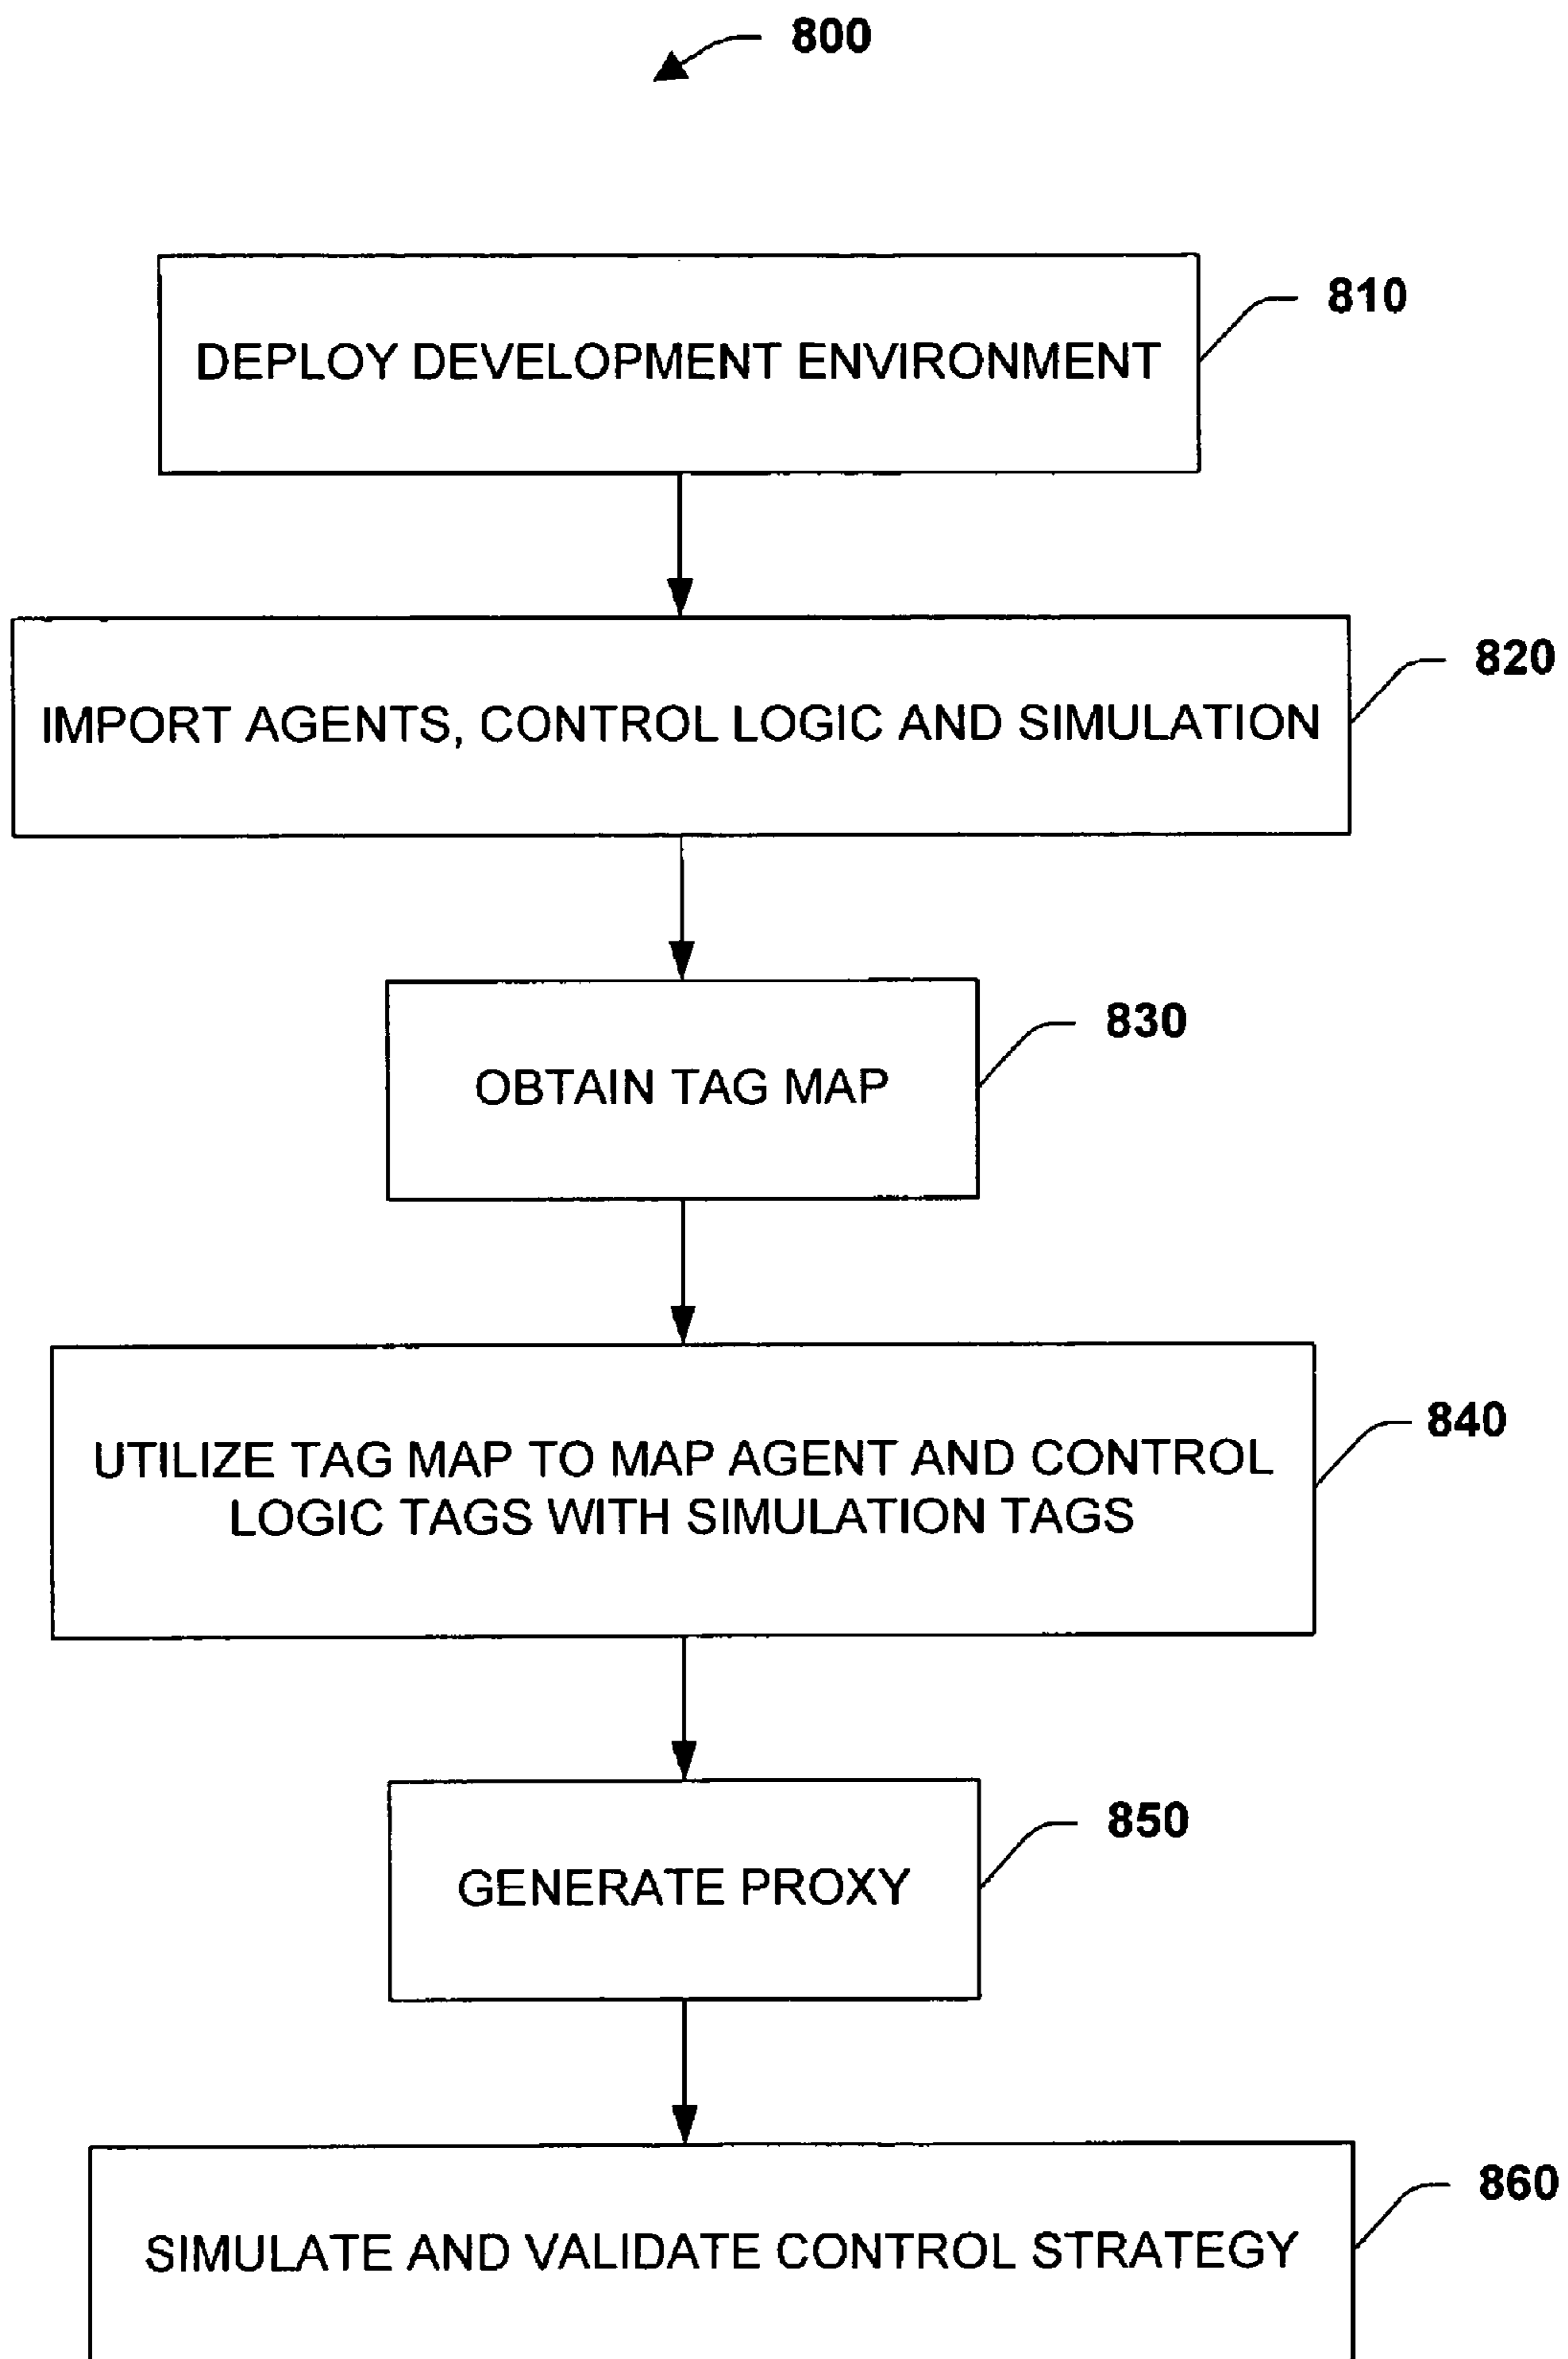 800
DEPLOY DEVELOPMENT ENVIRONMENT
810
IMPORT AGENTS, CONTROL LOGIC AND SIMULATION
820
OBTAIN TAG MAP
830
UTILIZE TAG MAP TO MAP AGENT AND CONTROL
LOGIC TAGS WITH SIMULATION TAGS
840
GENERATE PROXY
850
SIMULATE AND VALIDATE CONTROL STRATEGY
860